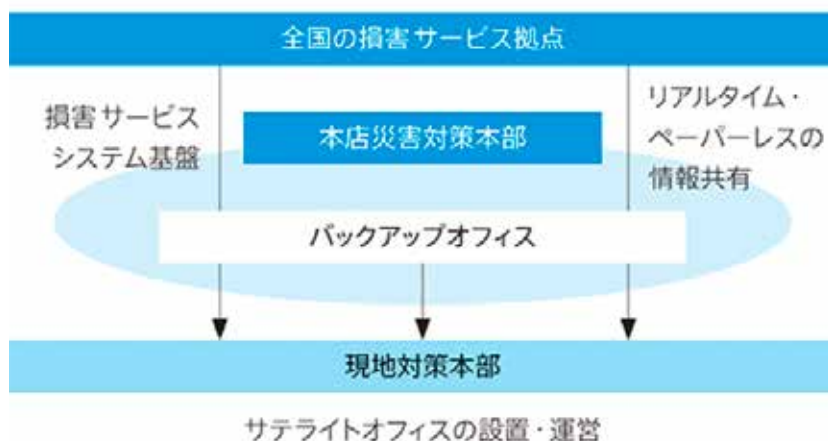 全国の損害サービス拠点
損害サービス
システム基盤
本店災害対策本部
リアルタイム・
ペーパーレスの
情報共有
バックアップオフィス
現地対策本部
サテライトオフィスの設置・運営